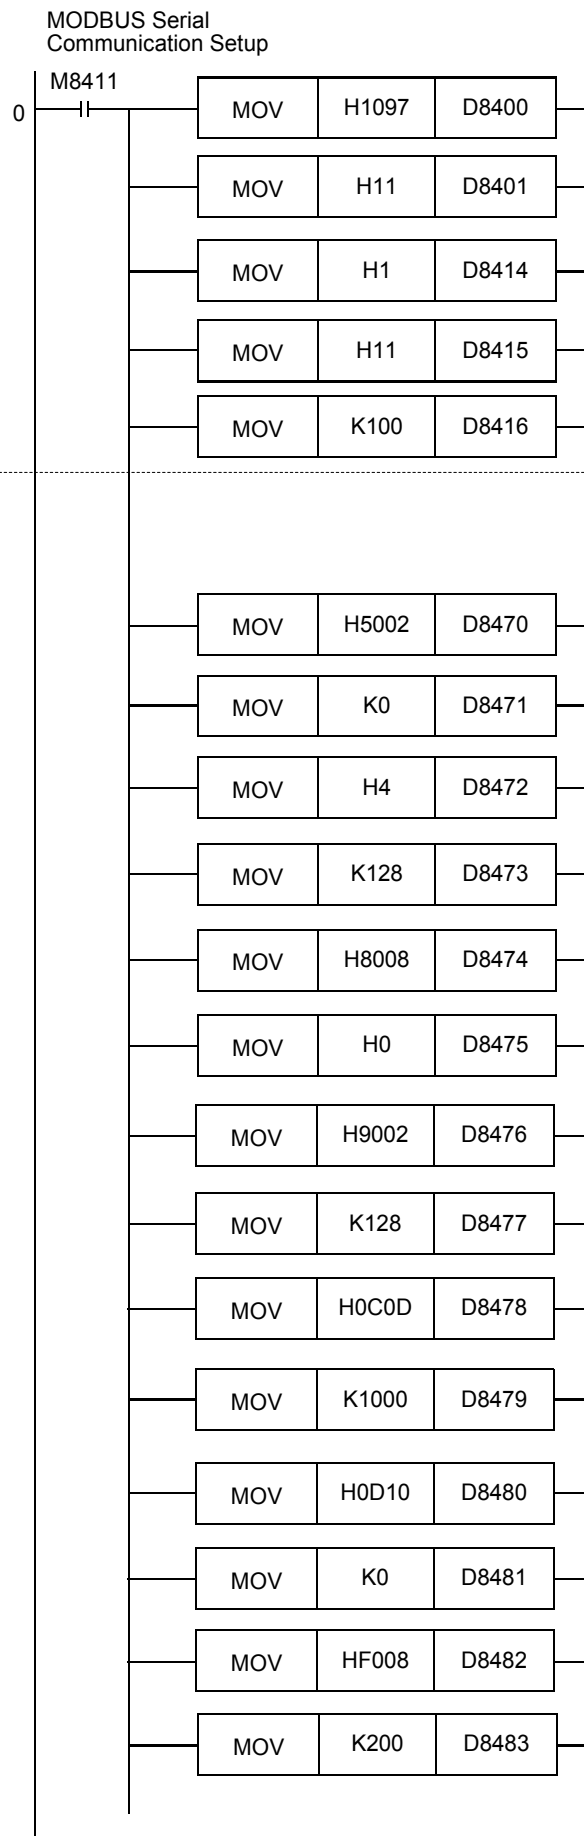 MODBUS Serial
Communication Setup
M8411
0 MOV H1097 D8400
MOV H11 D8401
MOV H1 D8414
MOV H11 D8415
MOV K100 D8416
MOV H5002 D8470
MOV K0 D8471
MOV H4 D8472
MOV K128 D8473
MOV H8008 D8474
MOV H0 D8475
MOV H9002 D8476
MOV K128 D8477
MOV H0C0D D8478
MOV K1000 D8479
MOV H0D10 D8480
MOV K0 D8481
MOV HF008 D8482
MOV K200 D8483